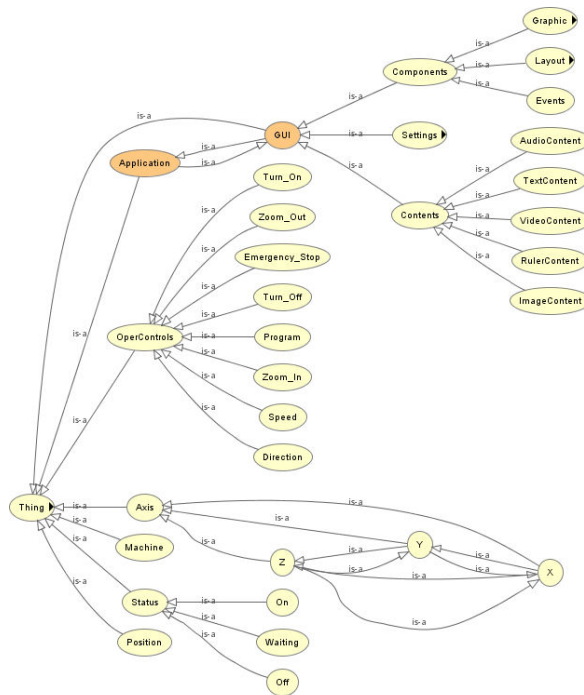 Graphic
is-a
Components
is-a
Layout
is-a
is-a
Events
is-a
GUI
is-a
Settings
AudioContent
is-a
Application
is-a
is-a
is-a
TextContent
Turn_On
is-a
Contents
is-a
VideoContent
is-a
Zoom_Out
is-a
is-a
RulerContent
Emergency_Stop
is-a
is-a
ImageContent
is-a
Turn_Off
is-a
OperControls
is-a
Program
is-a
Zoom_In
is-a
is-a
Speed
is-a
Direction
is-a
Thing
is-a
Axis
is-a
is-a
is-a
Machine
is-a
Y
is-a
is-a
is-a
Z
is-a
is-a
is-a
X
is-a
Status
is-a
On
is-a
is-a
Position
is-a
Waiting
is-a
Off